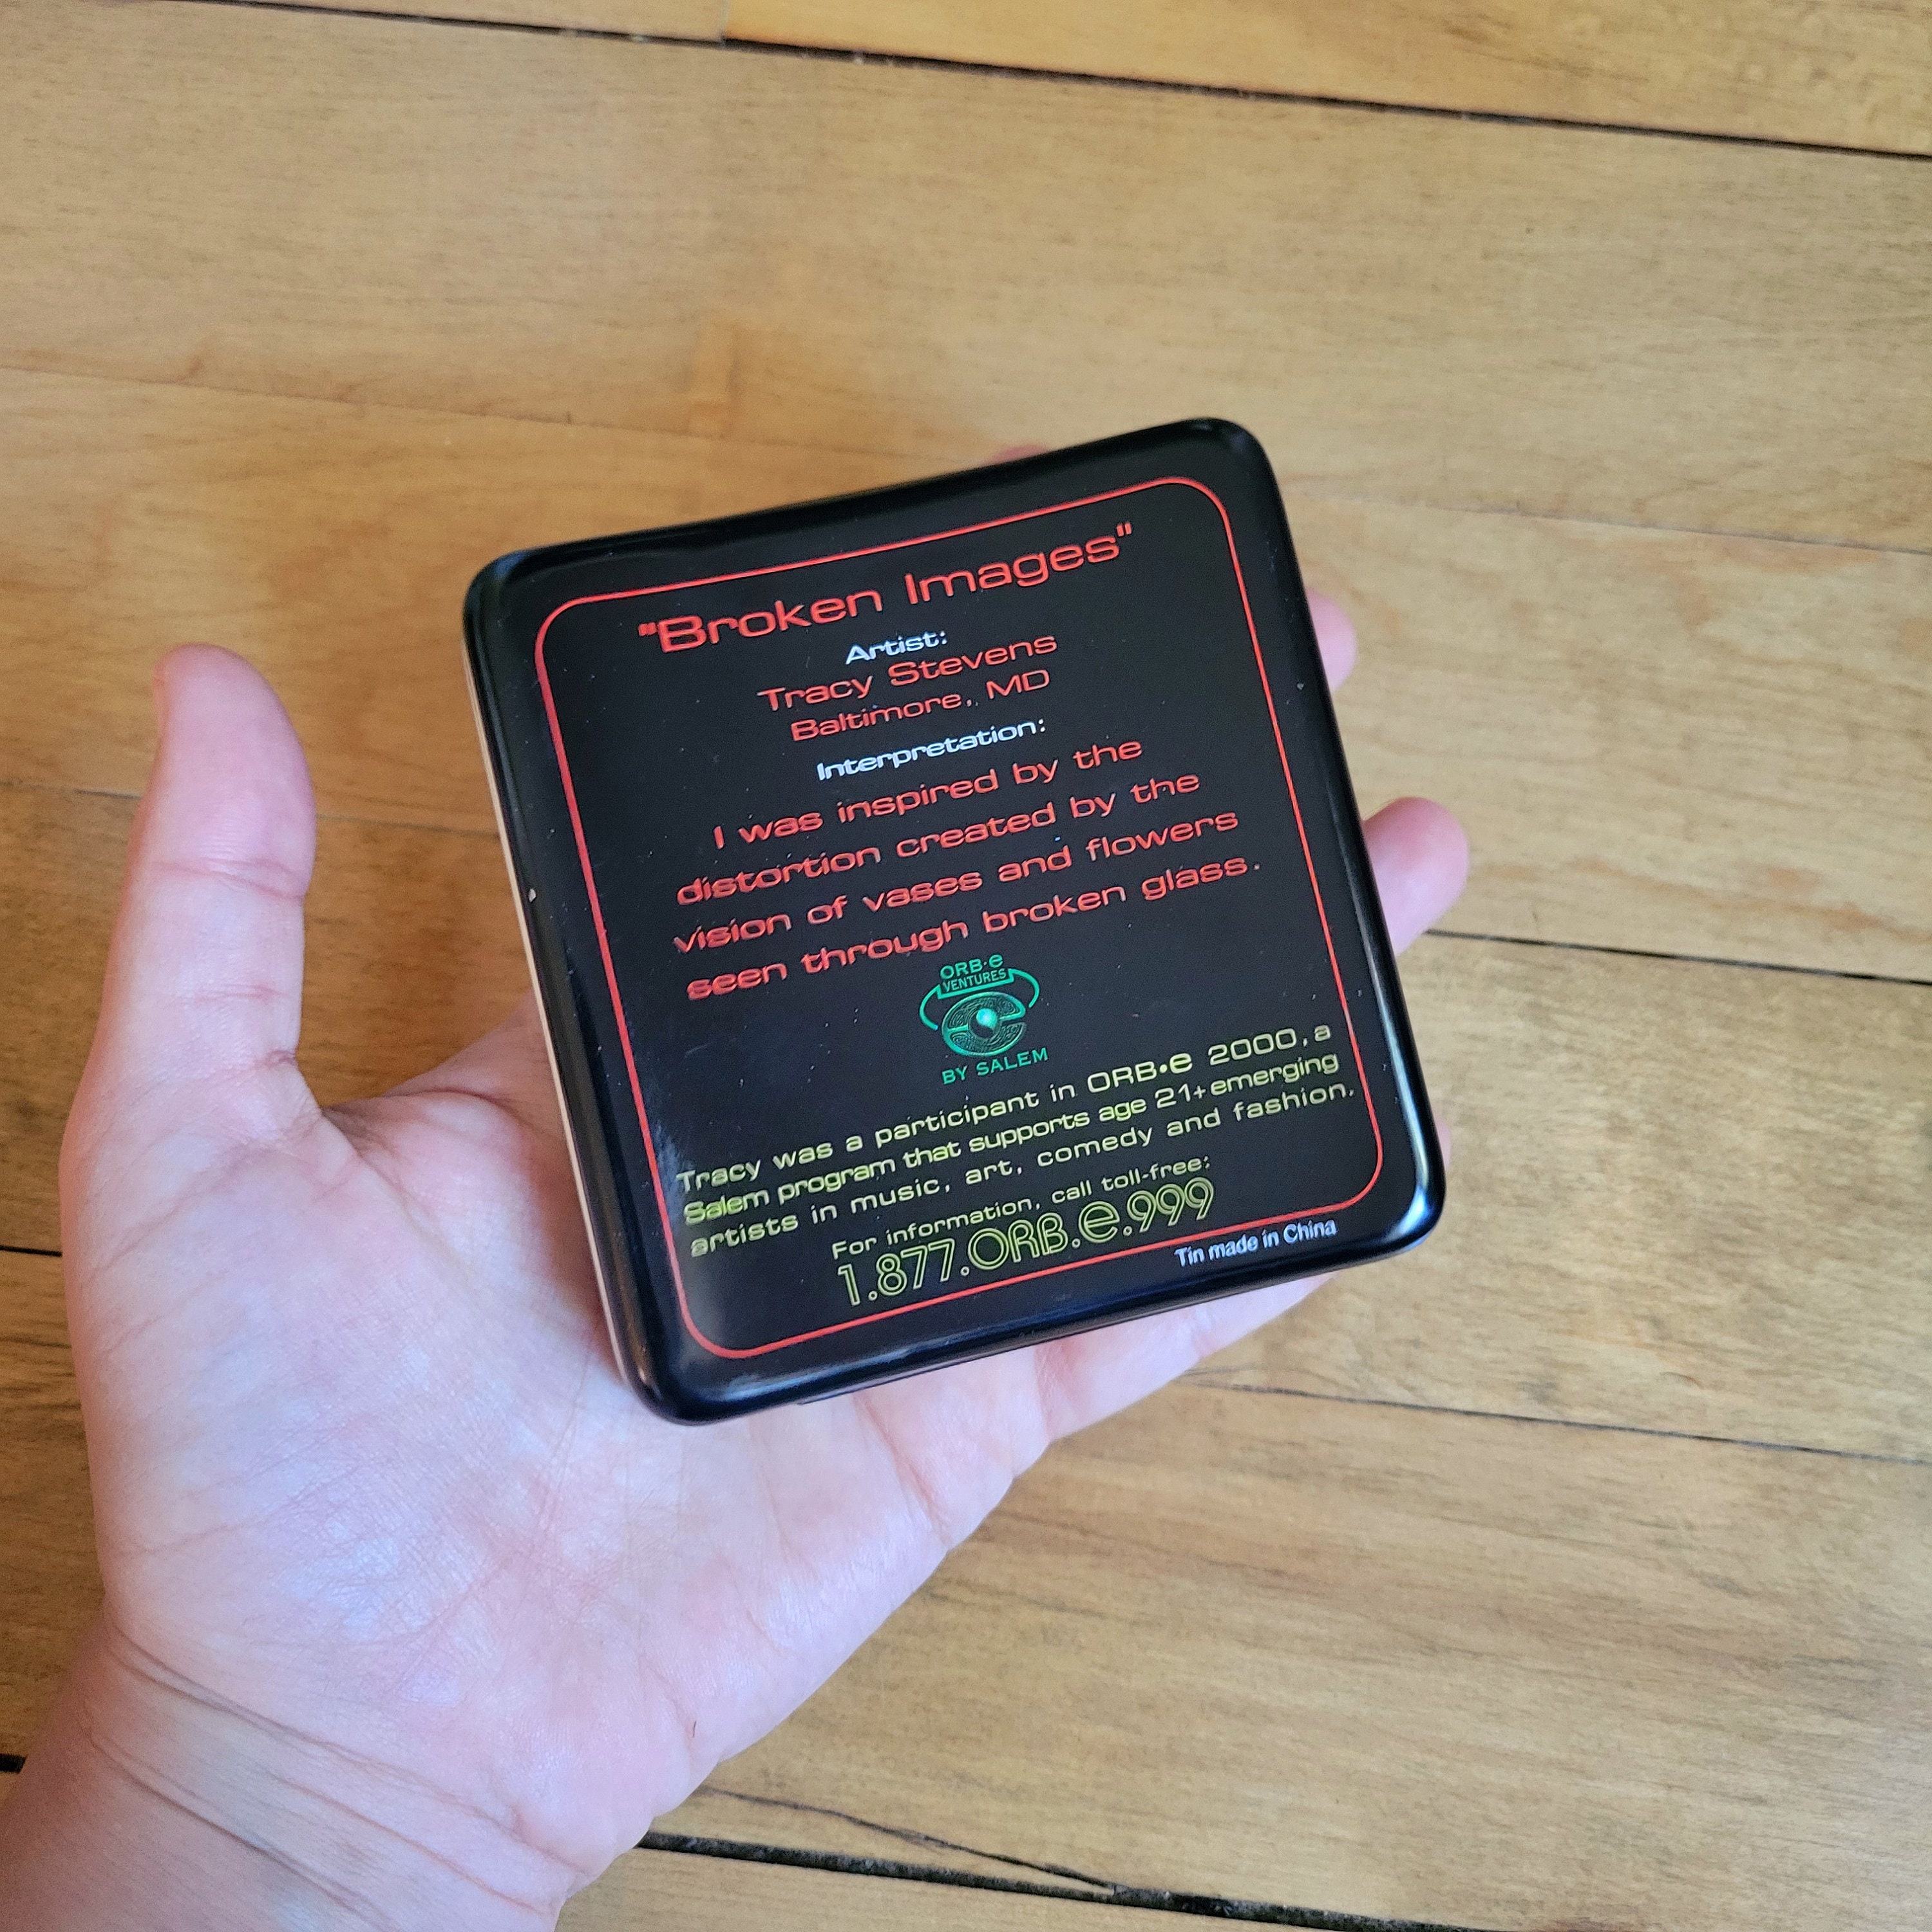 "Broken Images"
Artist:
Tracy Stevens
Baltimore, MD
Interpretation:
I was inspired by the
distortion created by the
vision of vases and flowers
seen through broken glass.
ORB•e
VENTURES
BY SALEM
Tracy was a participant in ORB•e 2000, a
Salem program that supports age 21+ emerging
artists in music, art, comedy and fashion.
For information, call toll-free:
1.877.ORB.e.999
Tin made in China